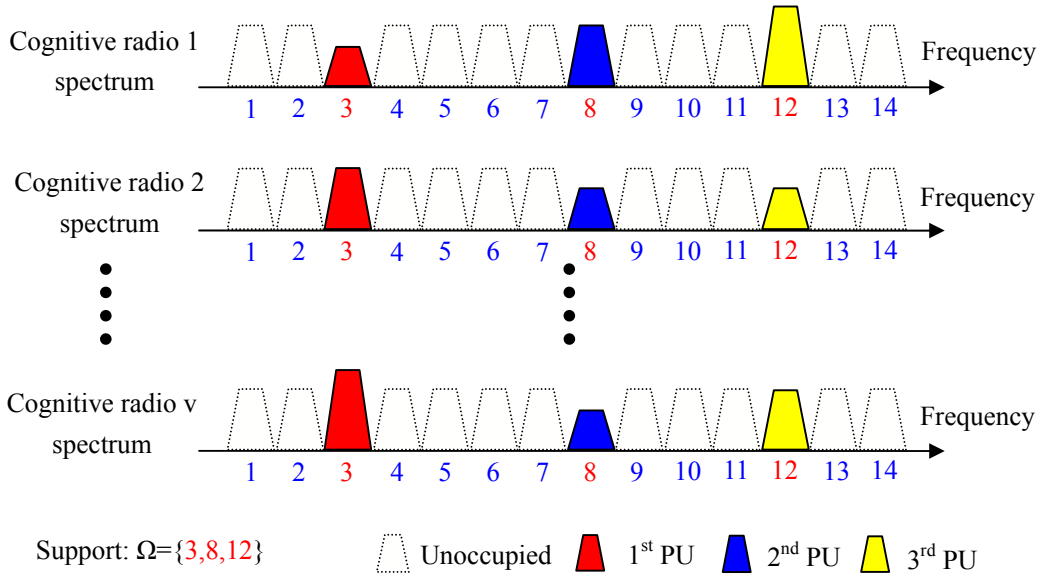 Cognitive radio 1
spectrum
Frequency
1 2 3 4 5 6 7 8 9 10 11 12 13 14
Cognitive radio 2
spectrum
Frequency
1 2 3 4 5 6 7 8 9 10 11 12 13 14
Cognitive radio v
spectrum
Frequency
1 2 3 4 5 6 7 8 9 10 11 12 13 14
Support: Ω={3,8,12} Unoccupied 1st PU 2nd PU 3rd PU